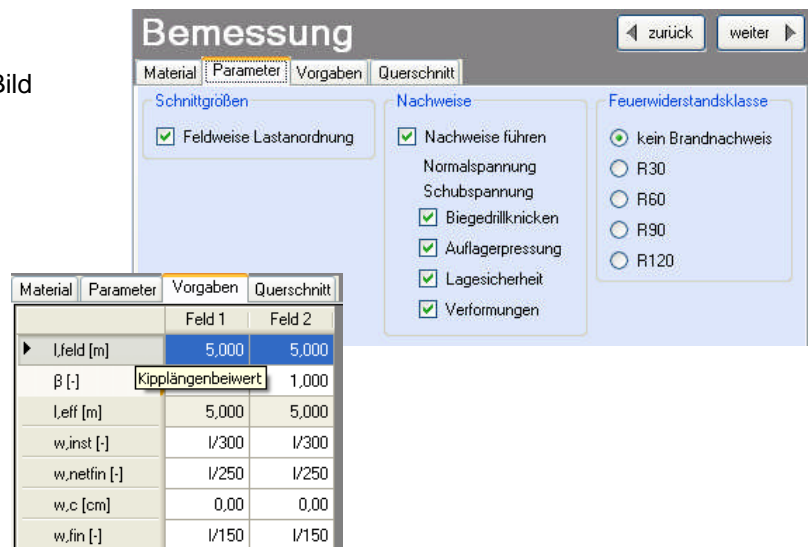 Bild
Bemessung
zurück
weiter
Material Parameter Vorgaben Querschnitt
Schnittgrößen
Feldweise Lastanordnung
Nachweise
Nachweise führen
Normalspannung
Schubspannung
Biegedrillknicken
Auflagerpressung
Lagesicherheit
Verformungen
Feuerwiderstandsklasse
kein Brandnachweis
R30
R60
R90
R120
Material Parameter Vorgaben Querschnitt
Feld 1 Feld 2
l,feld [m] 5,000 5,000
β [-] Kipplängenbeiwert 1,000
l,eff [m] 5,000 5,000
w,inst [-] l/300 l/300
w,netfin [-] l/250 l/250
w,c [cm] 0,00 0,00
w,fin [-] l/150 l/150